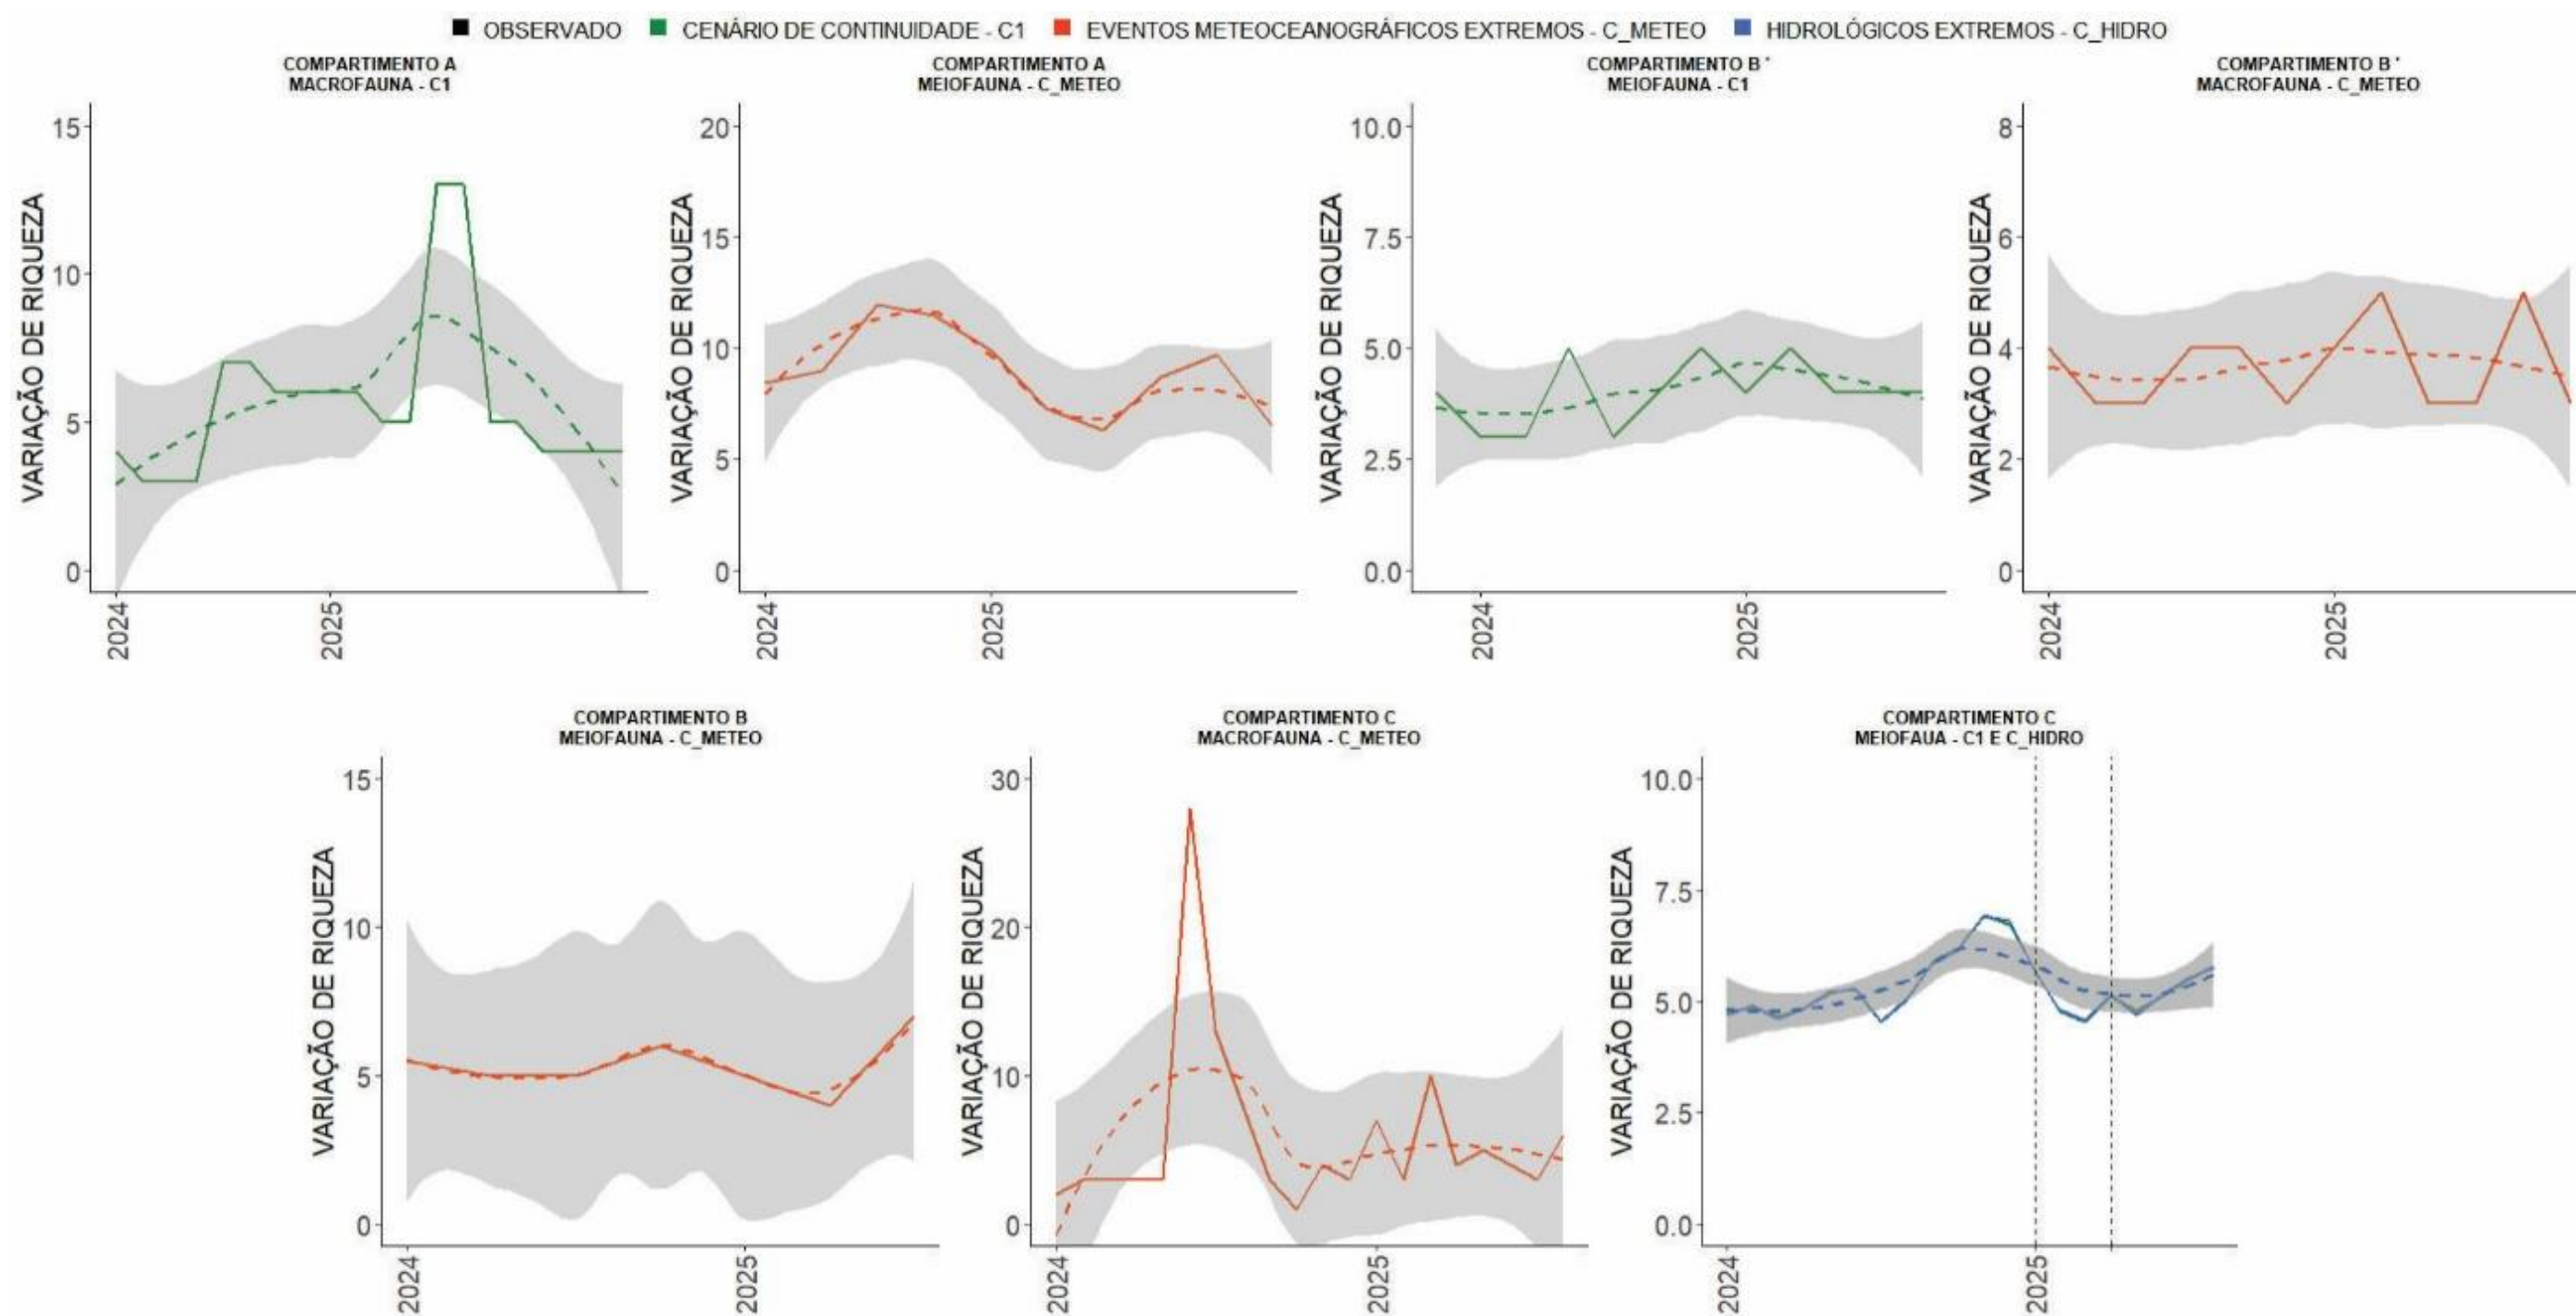 OBSERVADO CENÁRIO DE CONTINUIDADE - C1 EVENTOS METEOCEANOGRÁFICOS EXTREMOS - C_METEO HIDROLÓGICOS EXTREMOS - C_HIDRO
COMPARTIMENTO A
MACROFAUNA - C1
VARIAÇÃO DE RIQUEZA
15
10
5
0
2024
2025
COMPARTIMENTO A
MEIOFAUNA - C_METEO
VARIAÇÃO DE RIQUEZA
20
15
10
5
0
2024
2025
COMPARTIMENTO B '
MEIOFAUNA - C1
VARIAÇÃO DE RIQUEZA
10.0
7.5
5.0
2.5
0.0
2024
2025
COMPARTIMENTO B '
MACROFAUNA - C_METEO
VARIAÇÃO DE RIQUEZA
8
6
4
2
0
2024
2025
COMPARTIMENTO B
MEIOFAUNA - C_METEO
VARIAÇÃO DE RIQUEZA
15
10
5
0
2024
2025
COMPARTIMENTO C
MACROFAUNA - C_METEO
VARIAÇÃO DE RIQUEZA
30
20
10
0
2024
2025
COMPARTIMENTO C
MEIOFAUA - C1 E C_HIDRO
VARIAÇÃO DE RIQUEZA
10.0
7.5
5.0
2.5
0.0
2024
2025